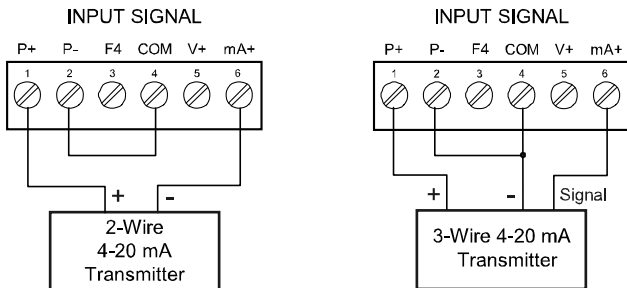 INPUT SIGNAL
P+ P- F4 COM V+ mA+
1 2 3 4 5 6
+ -
2-Wire
4-20 mA
Transmitter
INPUT SIGNAL
P+ P- F4 COM V+ mA+
1 2 3 4 5 6
+ - Signal
3-Wire 4-20 mA
Transmitter